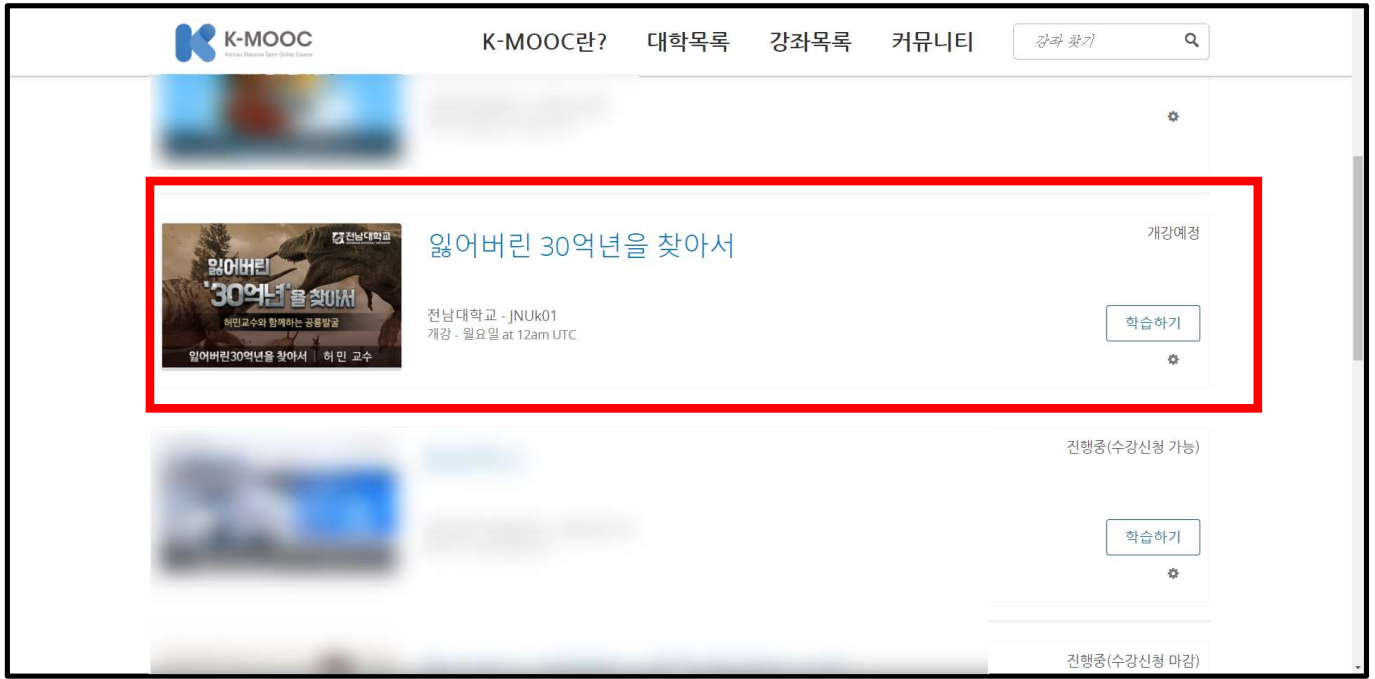 K-MOOC
Korean Massive Open Online Course
K-MOOC란?
대학목록
강좌목록
커뮤니티
강좌 찾기
전남대학교
잃어버린
'30억년'을 찾아서
허민교수와 함께하는 공룡발굴
잃어버린30억년을 찾아서 | 허 민 교수
잃어버린 30억년을 찾아서
개강예정
전남대학교 - JNUk01
개강 - 월요일 at 12am UTC
학습하기
진행중(수강신청 가능)
학습하기
진행중(수강신청 마감)